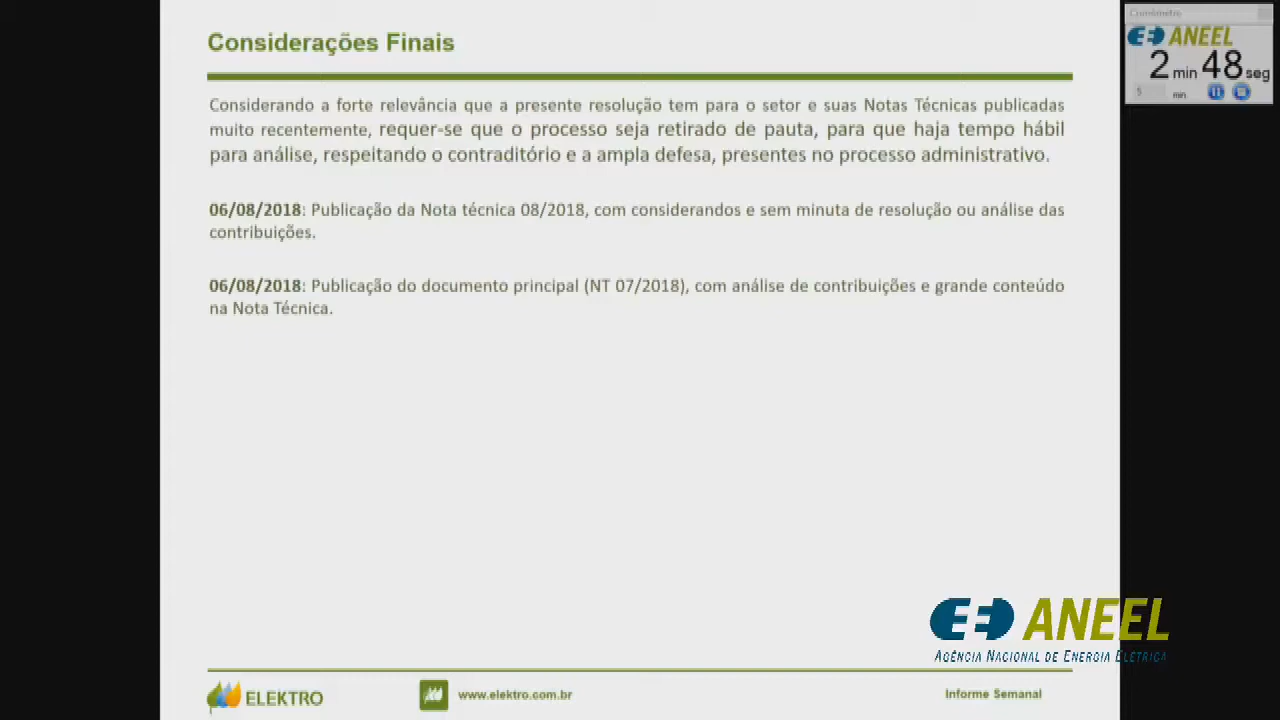 Considerações Finais
Considerando a forte relevância que a presente resolução tem para o setor e suas Notas Técnicas publicadas
muito recentemente, requer-se que o processo seja retirado de pauta, para que haja tempo hábil
para análise, respeitando o contraditório e a ampla defesa, presentes no processo administrativo.
06/08/2018: Publicação da Nota técnica 08/2018, com considerandos e sem minuta de resolução ou análise das
contribuições.
06/08/2018: Publicação do documento principal (NT 07/2018), com análise de contribuições e grande conteúdo
na Nota Técnica.
ELEKTRO
www.elektro.com.br
Informe Semanal
Cronômetro
ANEEL
2 min 48 seg
5 min
ANEEL
AGÊNCIA NACIONAL DE ENERGIA ELÉTRICA